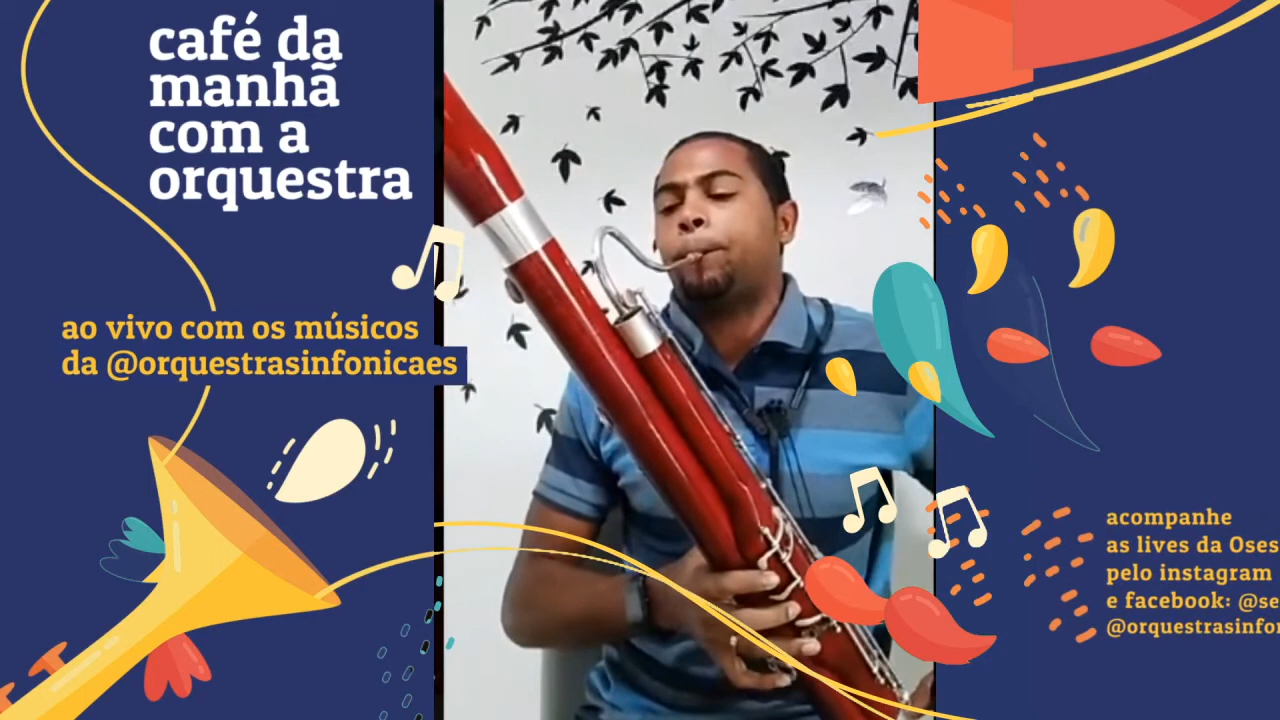 café da
manhã
com a
orquestra
ao vivo com os músicos
da @orquestrasinfonicaes
acompanhe
as lives da Oses
pelo instagram
e facebook: @se
@orquestrasinfon